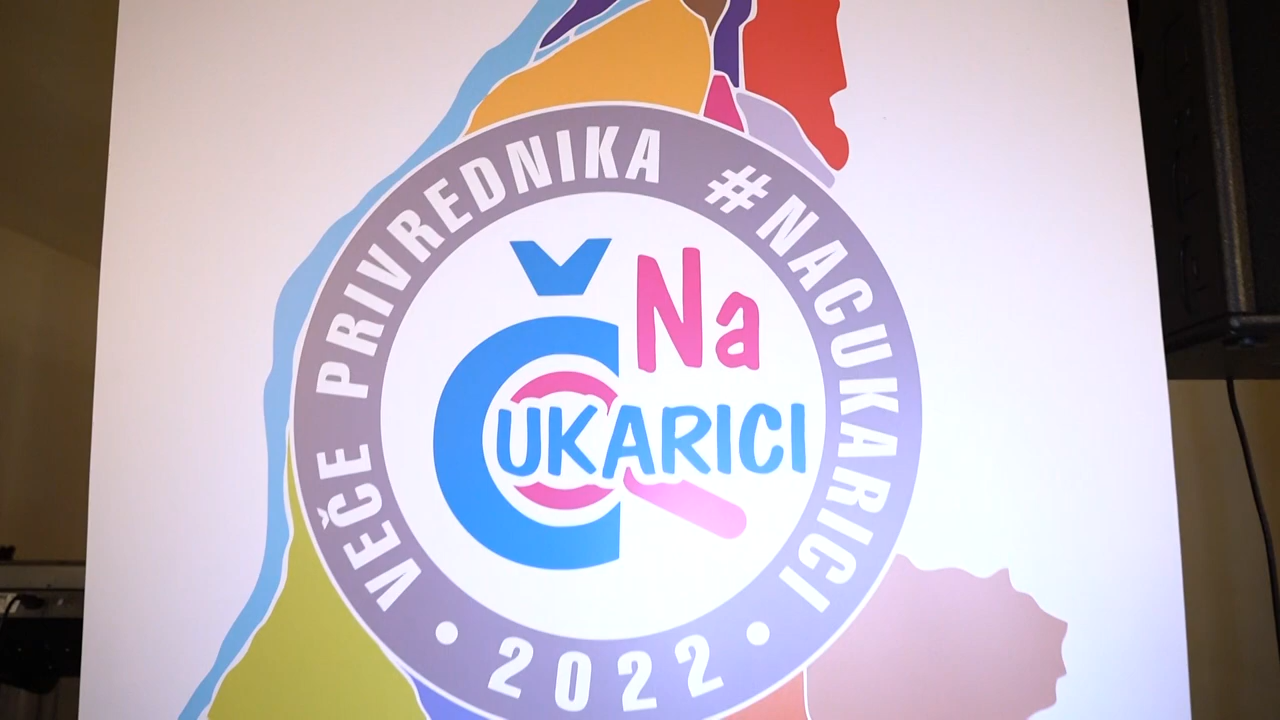 VEČE PRIVREDNIKA #NACUKARICI
Na
ČUKARICI
• 2022 •